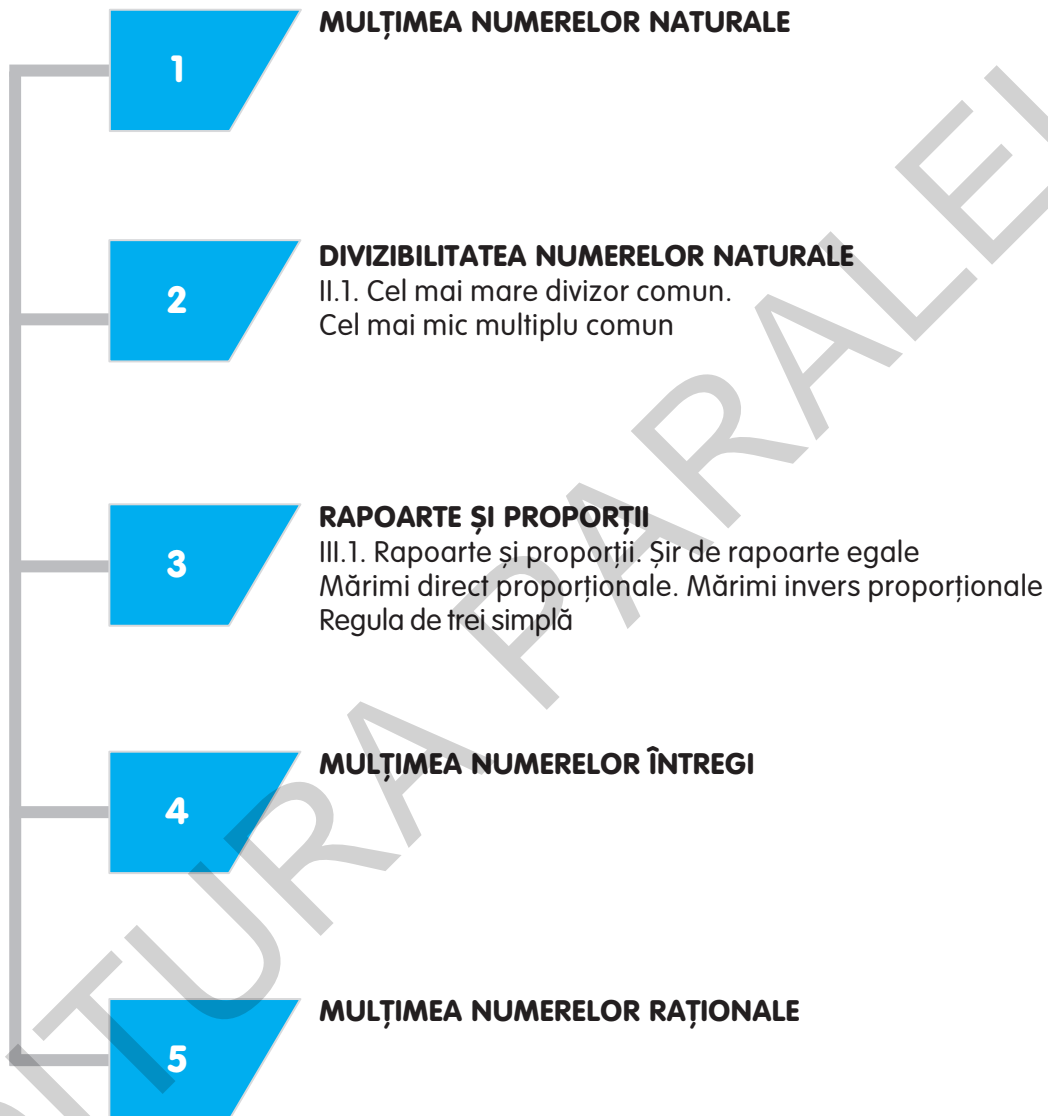 1
MULȚIMEA NUMERELOR NATURALE
2
DIVIZIBILITATEA NUMERELOR NATURALE
II.1. Cel mai mare divizor comun.
Cel mai mic multiplu comun
3
RAPOARTE ȘI PROPORȚII
III.1. Rapoarte și proporții. Șir de rapoarte egale
Mărimi direct proporționale. Mărimi invers proporționale
Regula de trei simplă
4
MULȚIMEA NUMERELOR ÎNTREGI
5
MULȚIMEA NUMERELOR RAȚIONALE
DITURA PARALEL